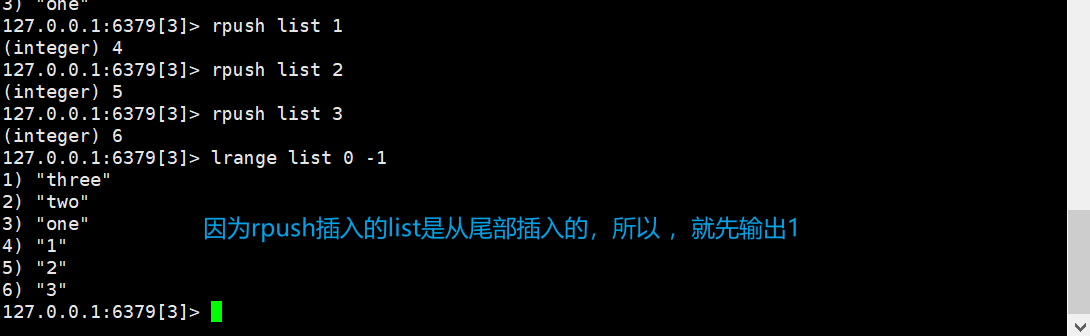 3) "one"
127.0.0.1:6379[3]> rpush list 1
(integer) 4
127.0.0.1:6379[3]> rpush list 2
(integer) 5
127.0.0.1:6379[3]> rpush list 3
(integer) 6
127.0.0.1:6379[3]> lrange list 0 -1
1) "three"
2) "two"
3) "one"
因为rpush插入的list是从尾部插入的，所以 ，就先输出1
4) "1"
5) "2"
6) "3"
127.0.0.1:6379[3]>